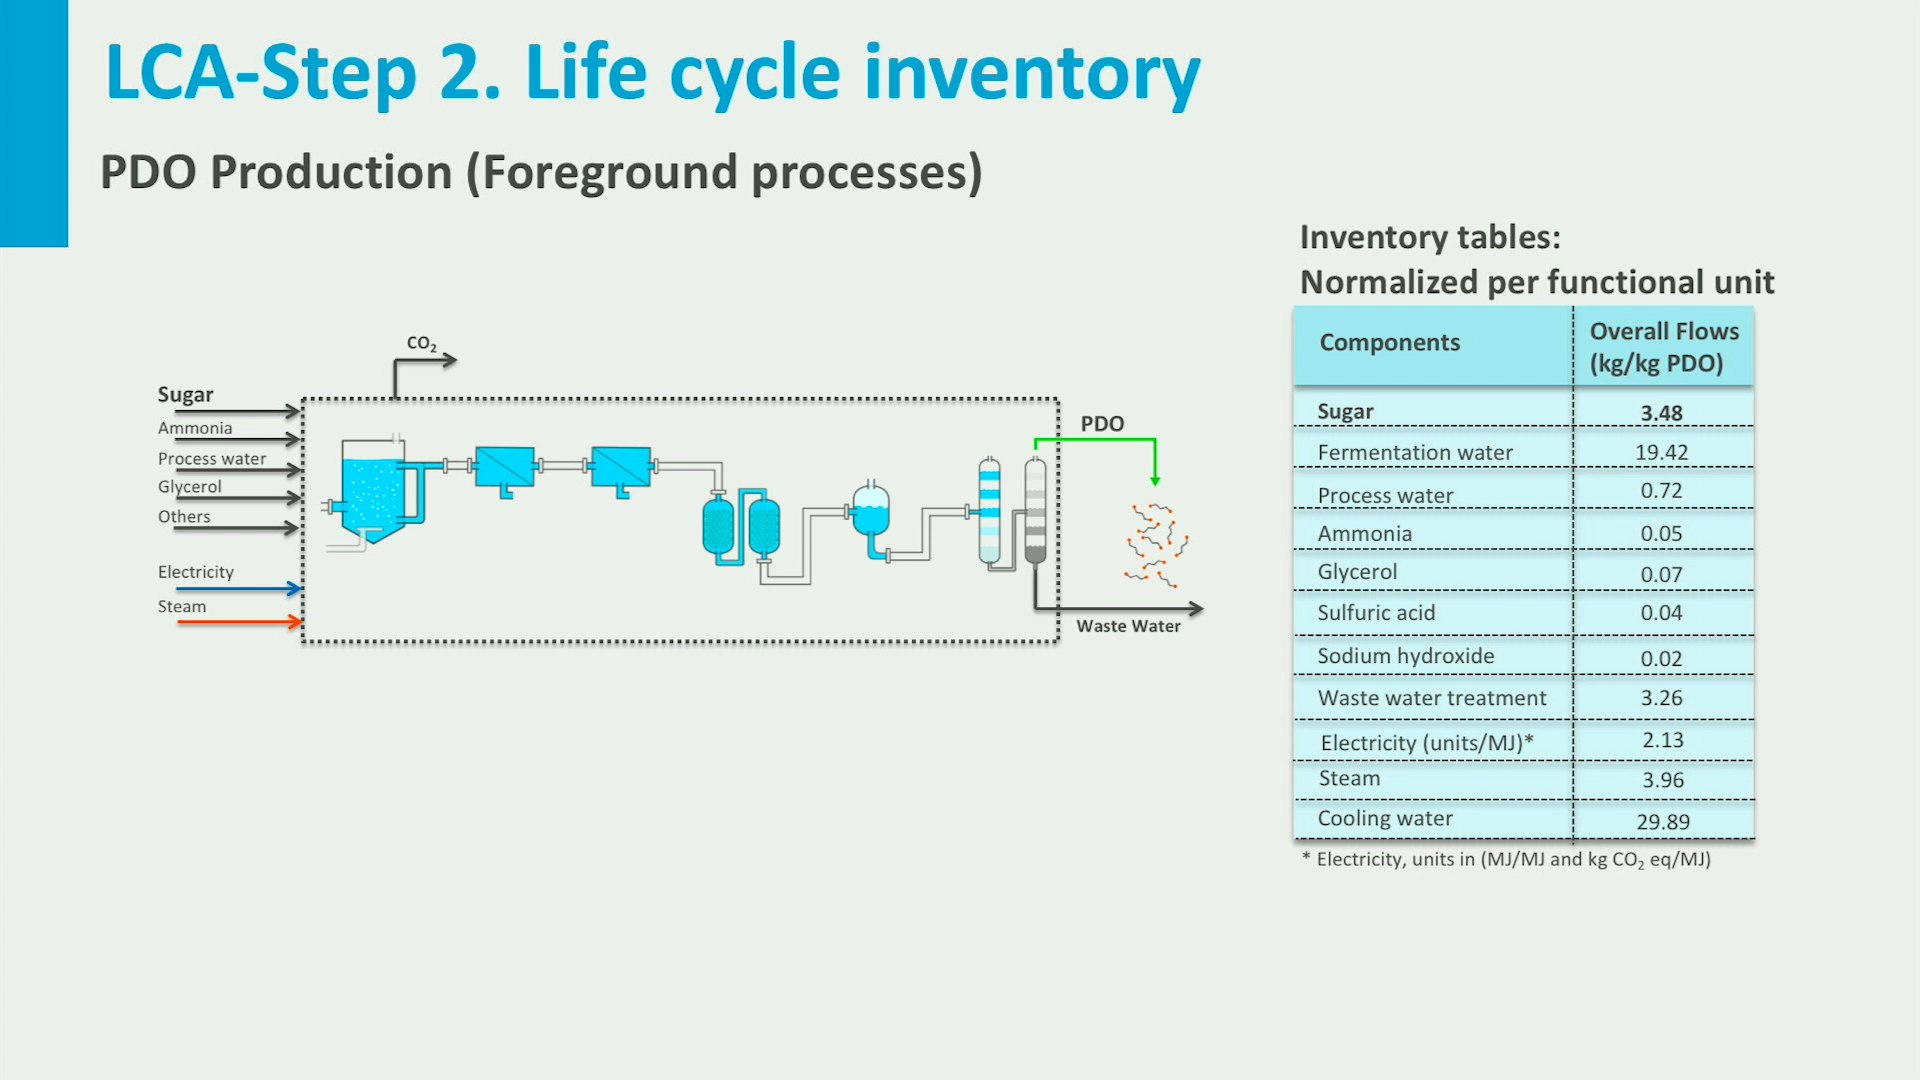 LCA-Step 2. Life cycle inventory
PDO Production (Foreground processes)
Inventory tables:
Normalized per functional unit
CO₂
Sugar
Ammonia
Process water
Glycerol
Others
Electricity
Steam
PDO
Waste Water
Components Overall Flows (kg/kg PDO)
Sugar 3.48
Fermentation water 19.42
Process water 0.72
Ammonia 0.05
Glycerol 0.07
Sulfuric acid 0.04
Sodium hydroxide 0.02
Waste water treatment 3.26
Electricity (units/MJ)* 2.13
Steam 3.96
Cooling water 29.89
* Electricity, units in (MJ/MJ and kg CO₂ eq/MJ)